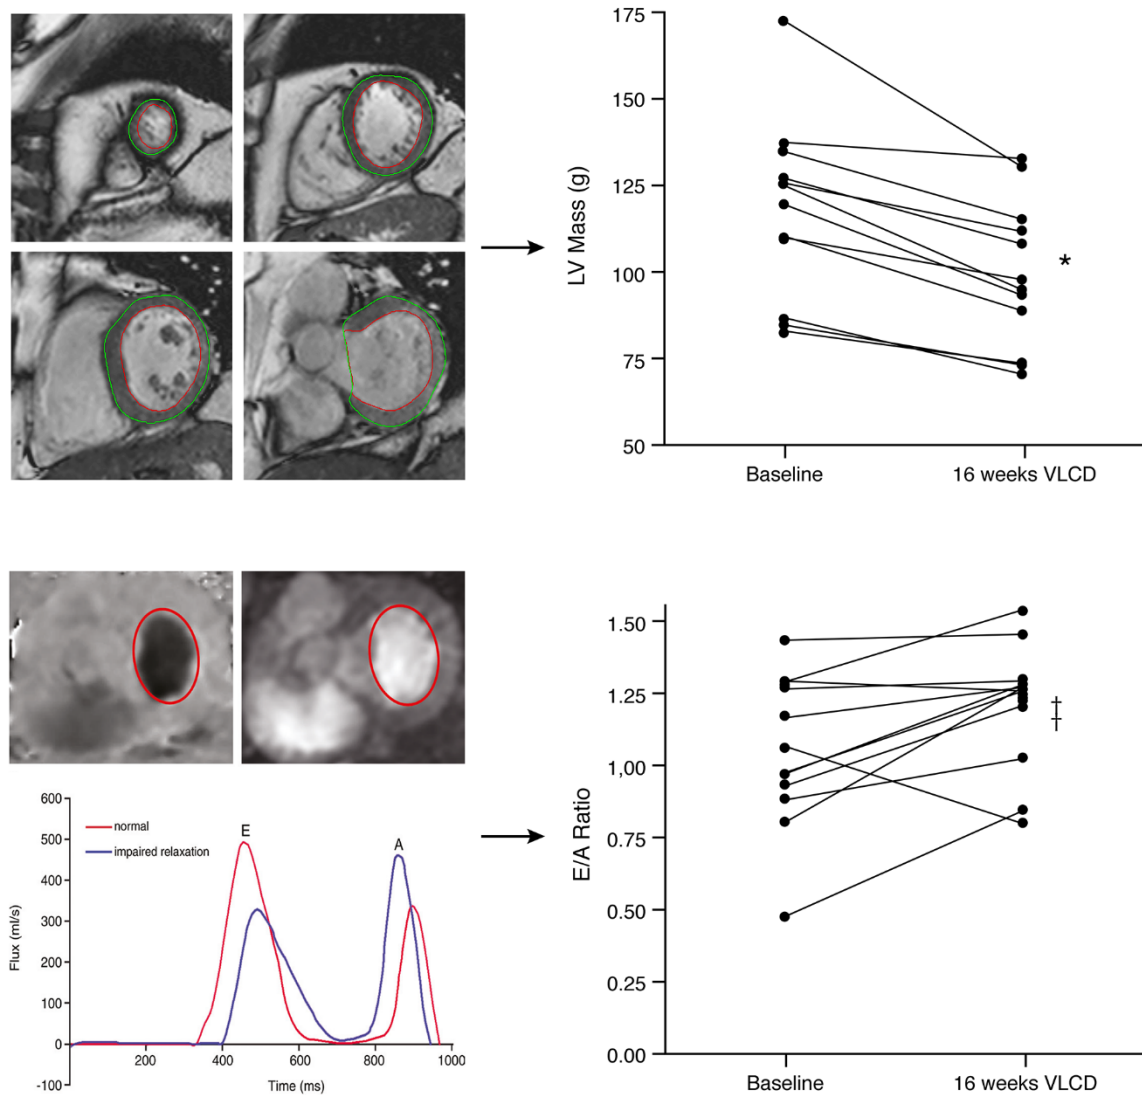 175
150
125
100
75
50
LV Mass (g)
*
Baseline
16 weeks VLCD
600
500
400
300
200
100
0
-100
Flux (ml/s)
normal
impaired relaxation
E
A
200
400
600
800
1000
Time (ms)
1.50
1.25
1,00
0.75
0.50
0.25
0.00
E/A Ratio
‡
Baseline
16 weeks VLCD